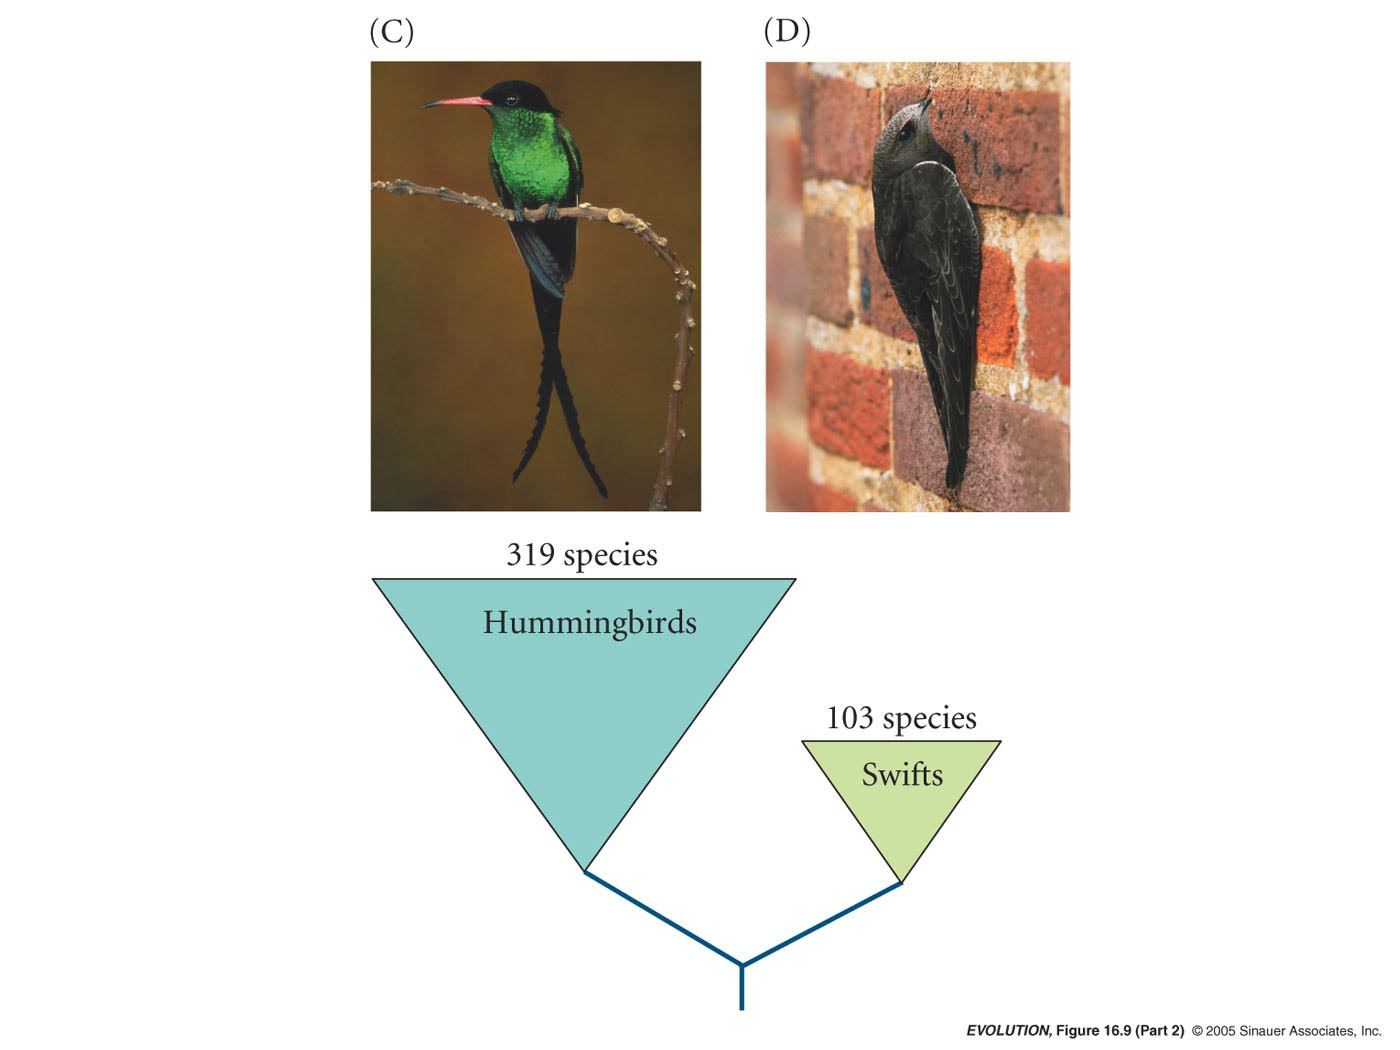 (C)
(D)
319 species
Hummingbirds
103 species
Swifts
EVOLUTION, Figure 16.9 (Part 2) © 2005 Sinauer Associates, Inc.